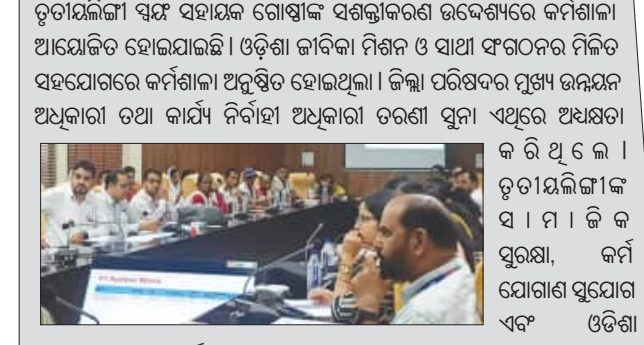 ତୃତୀୟଲିଙ୍ଗୀ ସ୍ୱୟଂ ସହାୟକ ଗୋଷ୍ଠୀଙ୍କ ସଶକ୍ତୀକରଣ ଉଦ୍ଦେଶ୍ୟରେ କର୍ମଶାଳା
ଆୟୋଜିତ ହୋଇଯାଇଛି । ଓଡ଼ିଶା ଜୀବିକା ମିଶନ ଓ ସାଥୀ ସଂଗଠନର ମିଳିତ
ସହଯୋଗରେ କର୍ମଶାଳା ଅନୁଷ୍ଠିତ ହୋଇଥିଲା । ଜିଲ୍ଲା ପରିଷଦର ମୁଖ୍ୟ ଉନ୍ନୟନ
ଅଧିକାରୀ ତଥା କାର୍ଯ୍ୟ ନିର୍ବାହୀ ଅଧିକାରୀ ତରଣୀ ସୁନା ଏଥିରେ ଅଧ୍ୟକ୍ଷତା
କରିଥିଲେ ।
ତୃତୀୟଲିଙ୍ଗୀଙ୍କ
ସାମାଜିକ
ସୁରକ୍ଷା, କର୍ମ
ଯୋଗାଣ ସୁଯୋଗ
ଏବଂ ଓଡିଶା